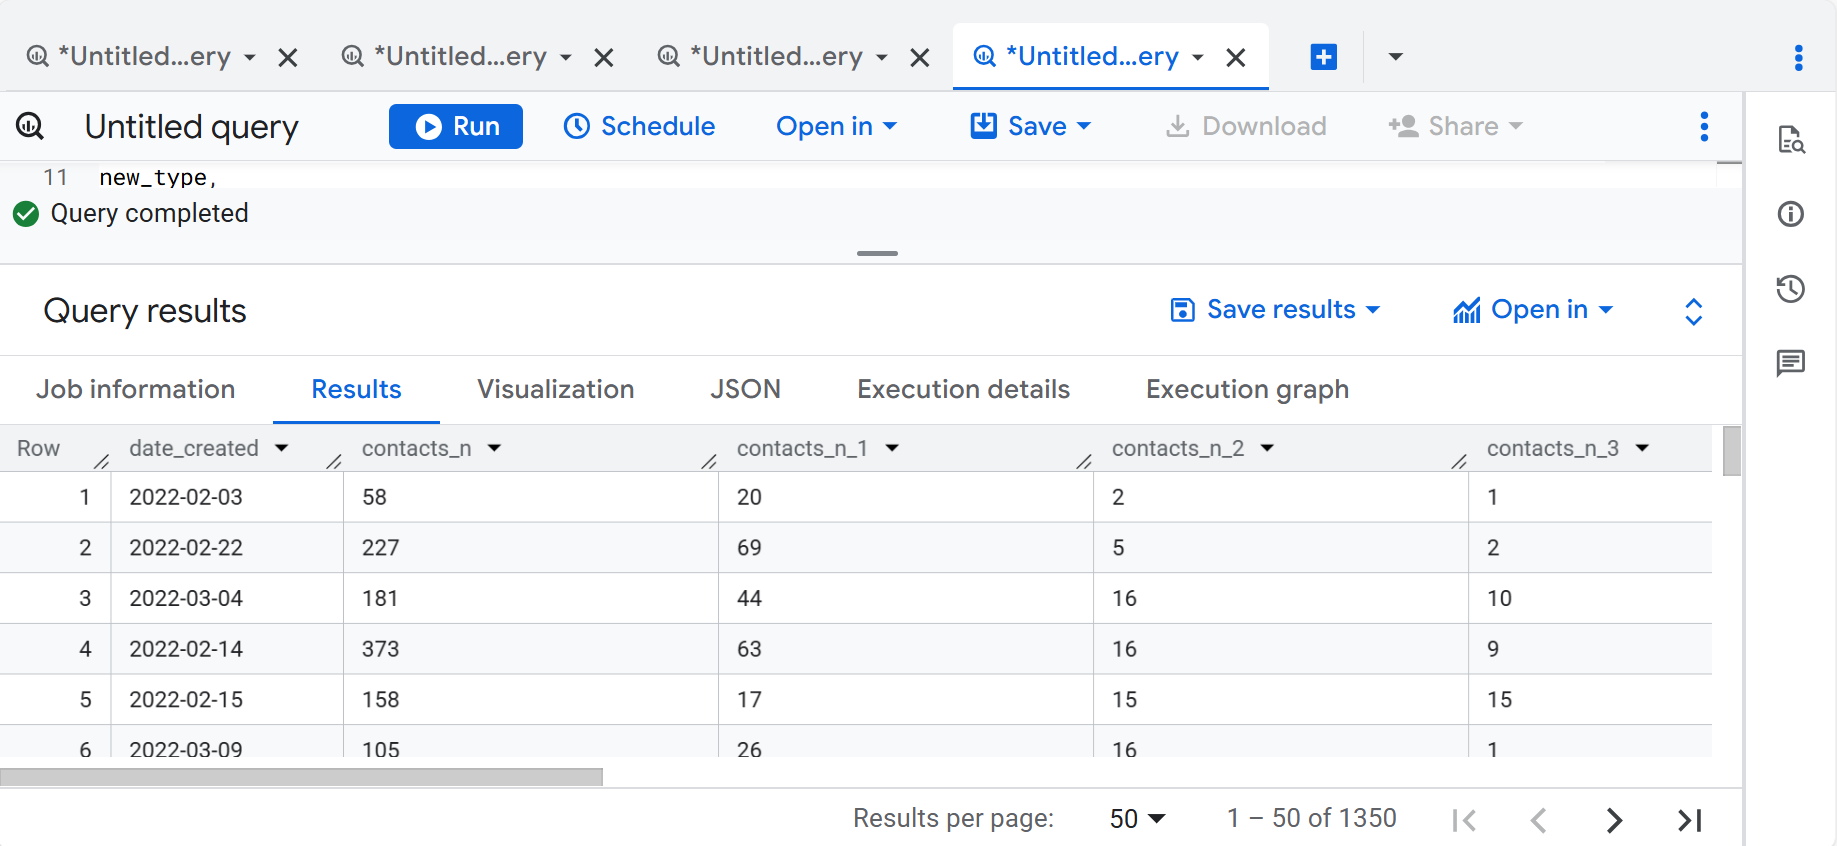 *Untitled...ery *Untitled...ery *Untitled...ery *Untitled...ery
Untitled query Run Schedule Open in Save Download Share
11 new_type,
Query completed
Query results Save results Open in
Job information Results Visualization JSON Execution details Execution graph
Row date_created contacts_n contacts_n_1 contacts_n_2 contacts_n_3
1 2022-02-03 58 20 2 1
2 2022-02-22 227 69 5 2
3 2022-03-04 181 44 16 10
4 2022-02-14 373 63 16 9
5 2022-02-15 158 17 15 15
6 2022-03-09 105 26 16 1
Results per page: 50 1 – 50 of 1350